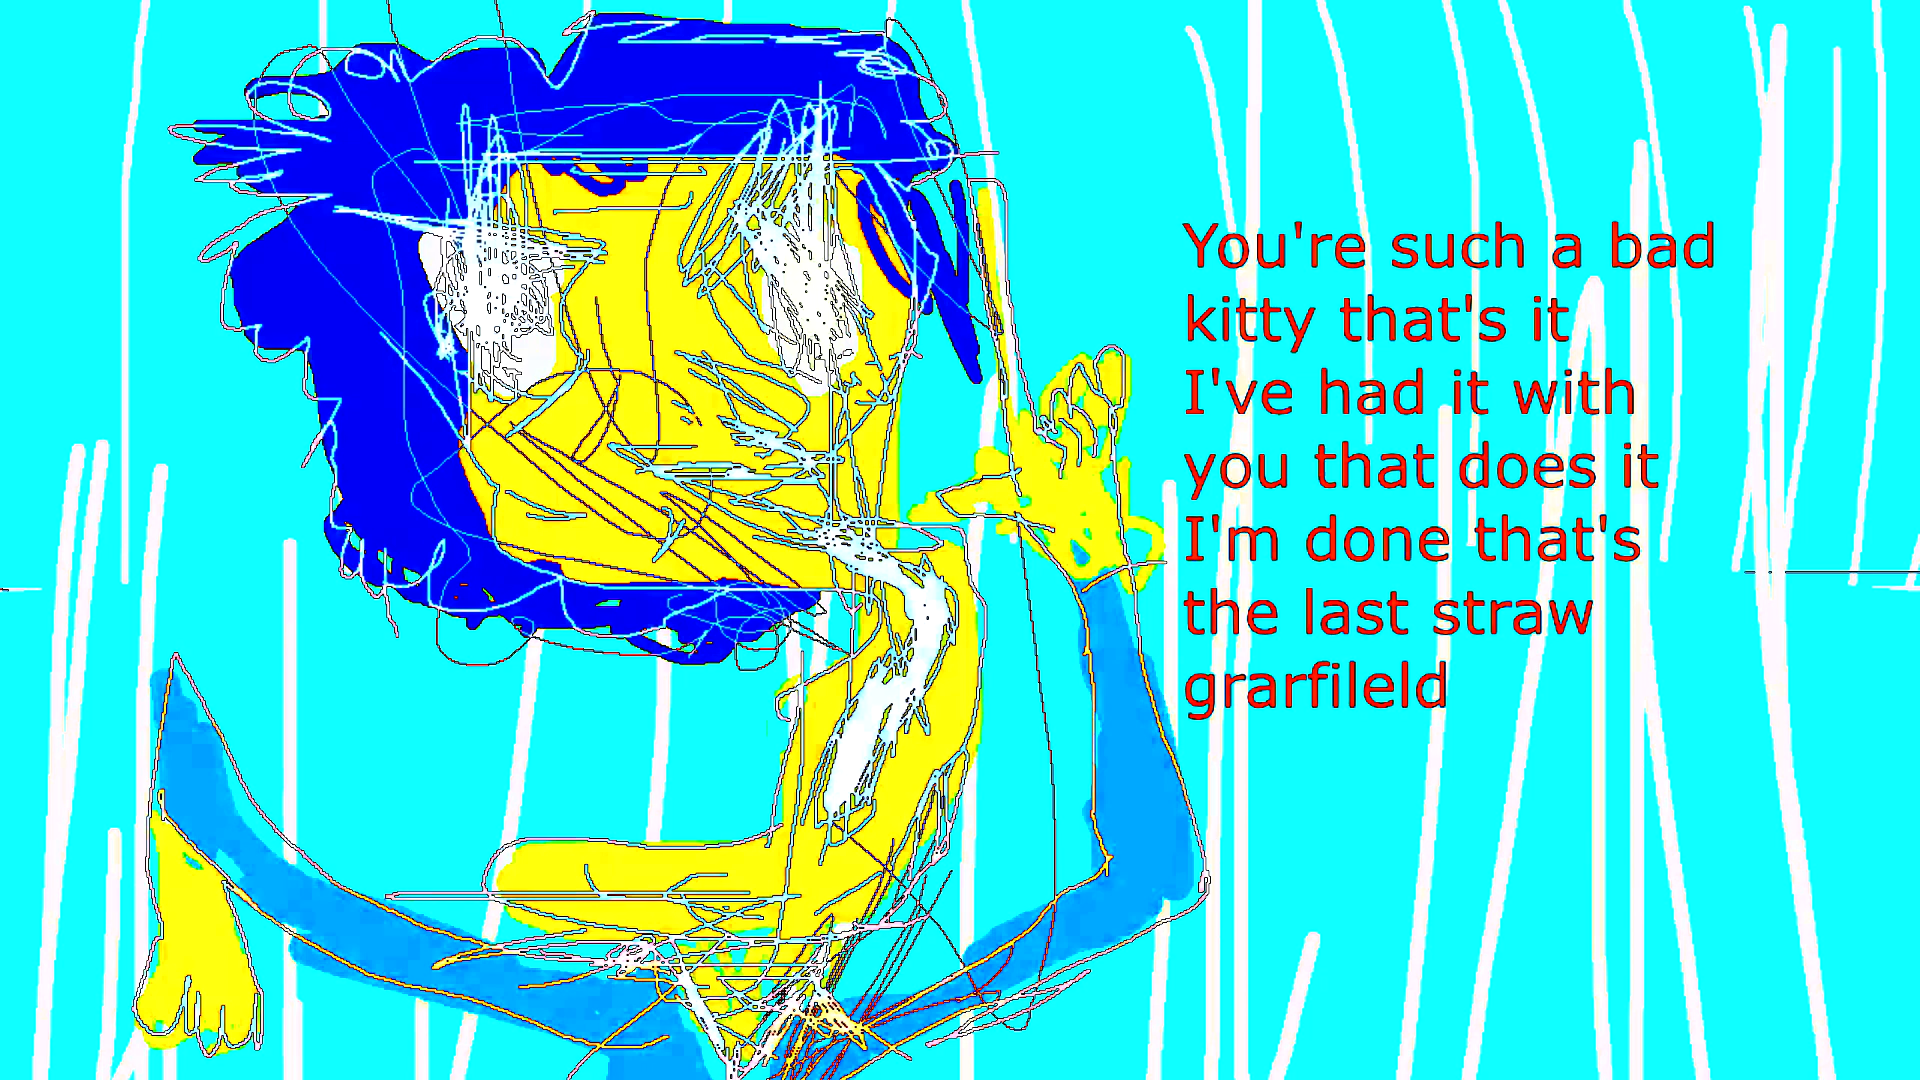 You're such a bad
kitty that's it
I've had it with
you that does it
I'm done that's
the last straw
grarfileld